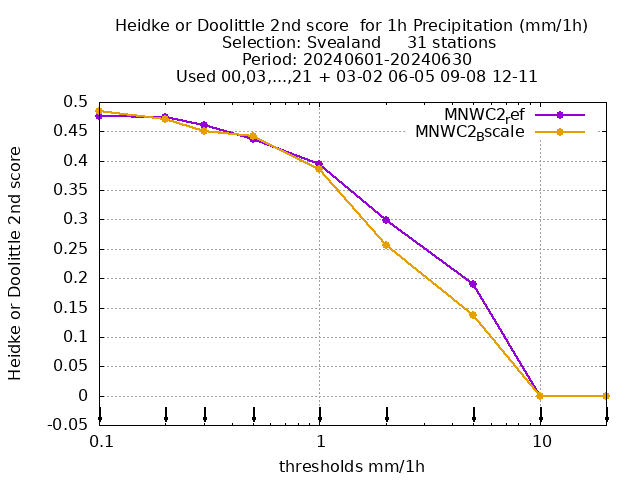 Heidke or Doolittle 2nd score  for 1h Precipitation (mm/1h)
Selection: Svealand     31 stations
Period: 20240601-20240630
Used 00,03,...,21 + 03-02 06-05 09-08 12-11
MNWC2ref
MNWC2Bscale
0.5
0.45
0.4
0.35
0.3
0.25
0.2
0.15
0.1
0.05
0
-0.05
Heidke or Doolittle 2nd score
0.1 1 10
thresholds mm/1h